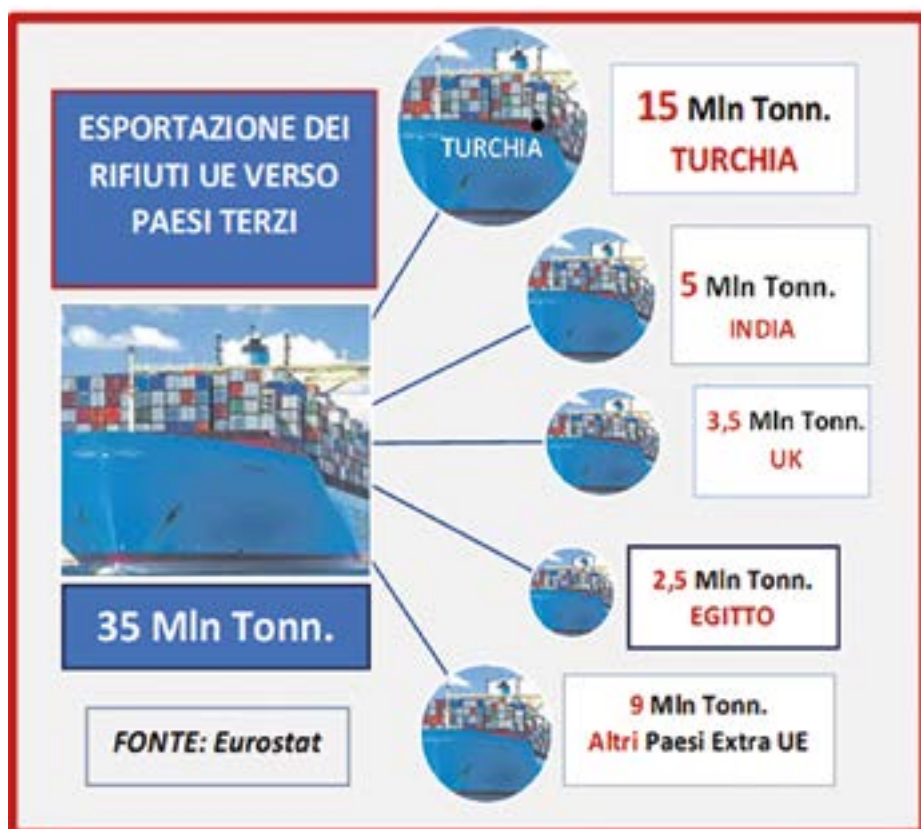 ESPORTAZIONE DEI
RIFIUTI UE VERSO
PAESI TERZI
35 Mln Tonn.
FONTE: Eurostat
TURCHIA
15 Mln Tonn.
TURCHIA
5 Mln Tonn.
INDIA
3,5 Mln Tonn.
UK
2,5 Mln Tonn.
EGITTO
9 Mln Tonn.
Altri Paesi Extra UE